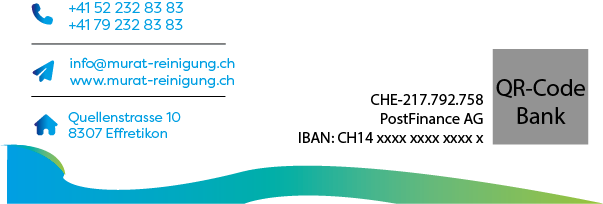 +41 52 232 83 83
+41 79 232 83 83
info@murat-reinigung.ch
www.murat-reinigung.ch
Quellenstrasse 10
8307 Effretikon
CHE-217.792.758
PostFinance AG
IBAN: CH14 xxxx xxxx xxxx x
QR-Code
Bank